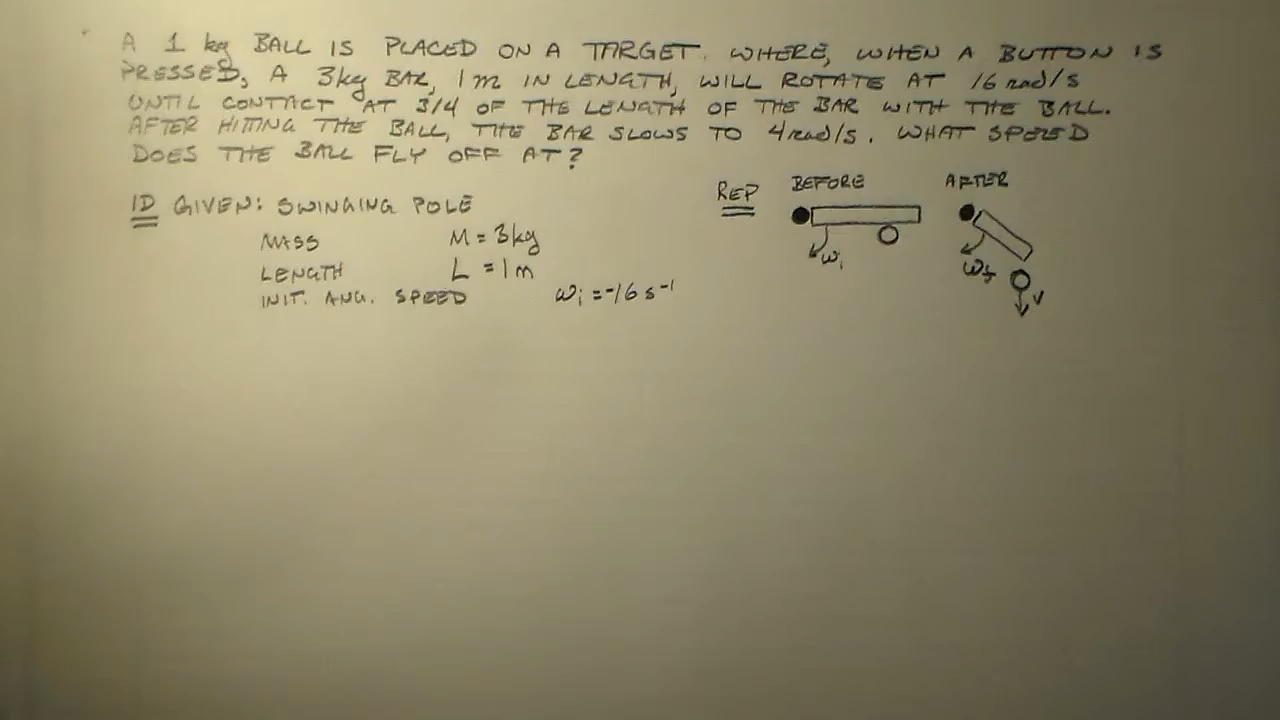 A 1 kg BALL IS PLACED ON A TARGET. WHERE, WHEN A BUTTON IS
PRESSED, A 3kg BAR, 1m IN LENGTH, WILL ROTATE AT 16 rad/s
UNTIL CONTACT AT 3/4 OF THE LENGTH OF THE BAR WITH THE BALL.
AFTER HITTING THE BALL, THE BAR SLOWS TO 4 rad/s. WHAT SPEED
DOES THE BALL FLY OFF AT?
ID GIVEN: SWINGING POLE
MASS M = 3kg
LENGTH L = 1m
INIT. ANG. SPEED ωi = -16 s⁻¹
REP BEFORE AFTER
ωi ωf
v